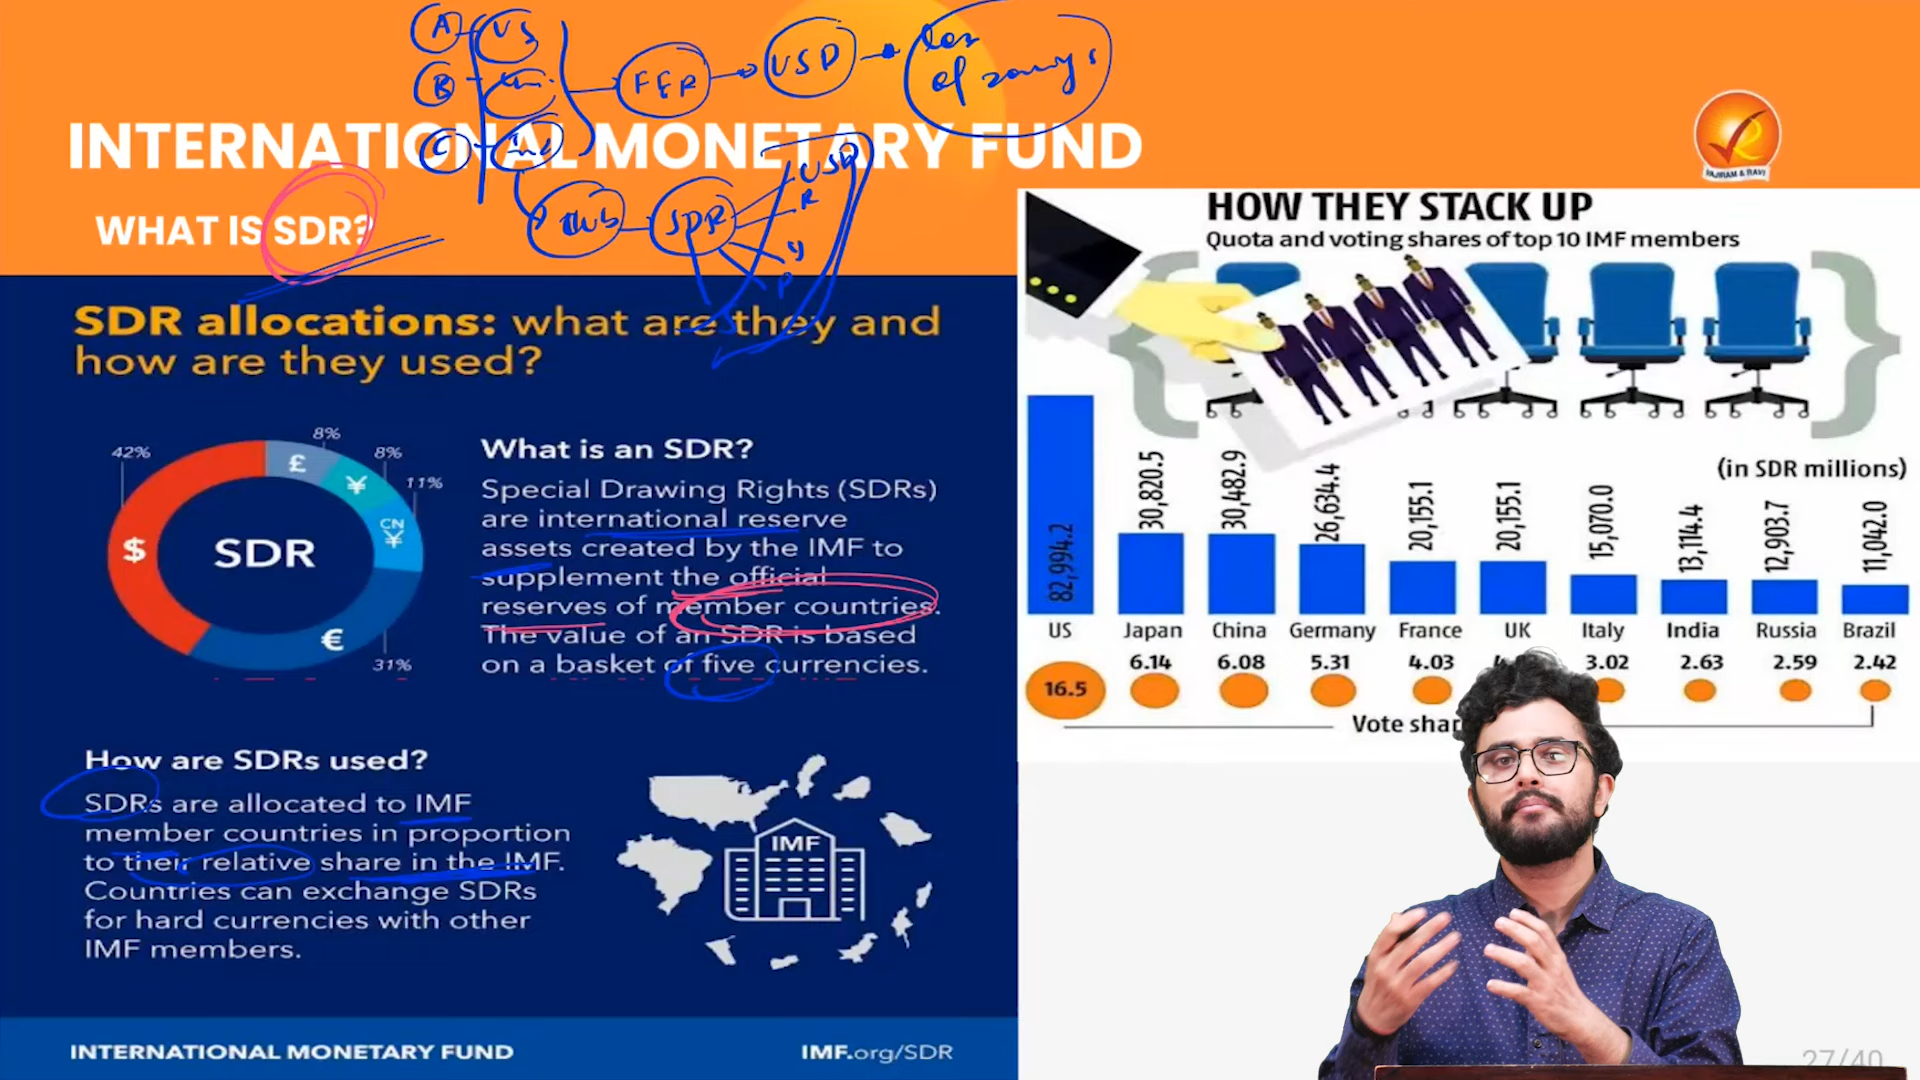 A US
B
C Ind
FER
USD
INTERNATIONAL MONETARY FUND
SDR
USD
R
Y
P
WHAT IS SDR?
VAJIRAM & RAVI
SDR allocations: what are they and
how are they used?
8%
42%
8%
11%
£
¥
CN
¥
$
SDR
€
31%
What is an SDR?
Special Drawing Rights (SDRs)
are international reserve
assets created by the IMF to
supplement the official
reserves of member countries.
The value of an SDR is based
on a basket of five currencies.
How are SDRs used?
SDRs are allocated to IMF
member countries in proportion
to their relative share in the IMF.
Countries can exchange SDRs
for hard currencies with other
IMF members.
IMF
INTERNATIONAL MONETARY FUND
IMF.org/SDR
HOW THEY STACK UP
Quota and voting shares of top 10 IMF members
(in SDR millions)
82,994.2 30,820.5 30,482.9 26,634.4 20,155.1 20,155.1 15,070.0 13,114.4 12,903.7 11,042.0
US Japan China Germany France UK Italy India Russia Brazil
16.5 6.14 6.08 5.31 4.03 3.02 2.63 2.59 2.42
Vote shar
27/40